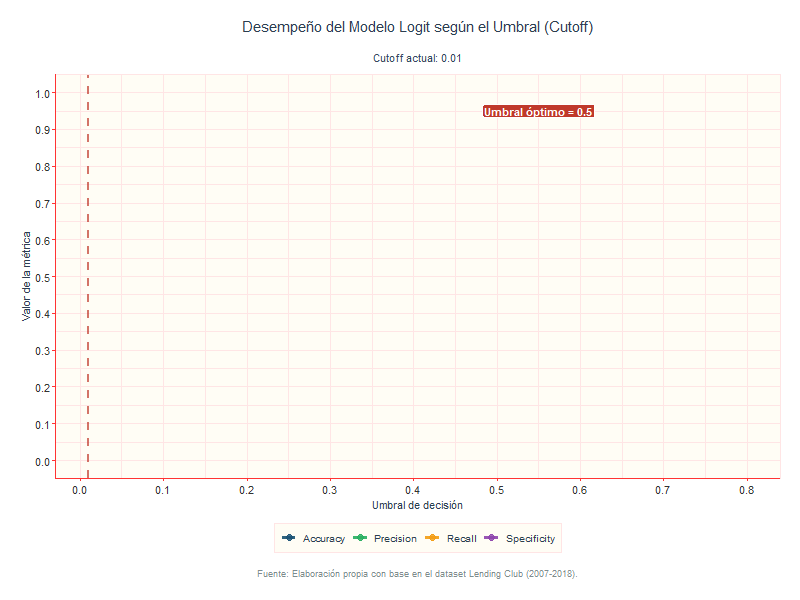 Desempeño del Modelo Logit según el Umbral (Cutoff)
Cutoff actual: 0.01
Umbral óptimo = 0.5
Valor de la métrica
1.0
0.9
0.8
0.7
0.6
0.5
0.4
0.3
0.2
0.1
0.0
0.0 0.1 0.2 0.3 0.4 0.5 0.6 0.7 0.8
Umbral de decisión
Accuracy Precision Recall Specificity
Fuente: Elaboración propia con base en el dataset Lending Club (2007-2018).